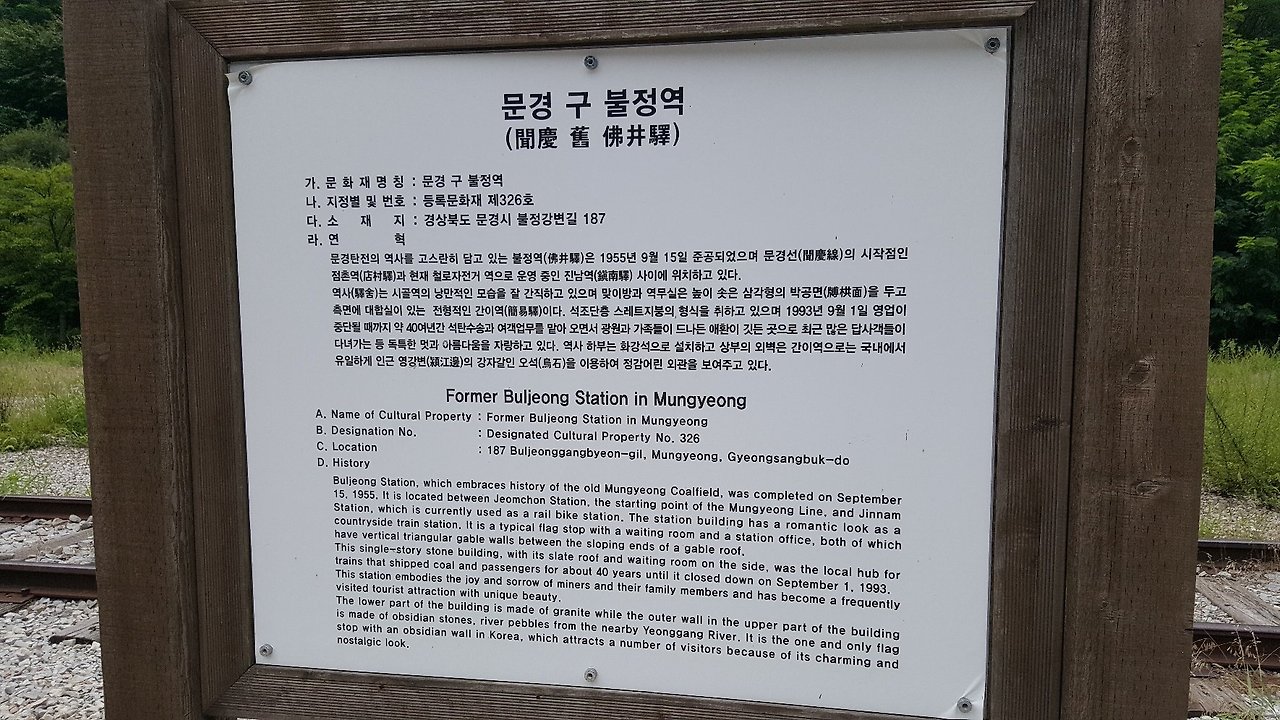 문경 구 불정역
(聞慶 舊 佛井驛)
가. 문 화 재 명 칭 : 문경 구 불정역
나. 지정별 및 번호 : 등록문화재 제326호
다. 소 재 지 : 경상북도 문경시 불정강변길 187
라. 연 혁
문경탄전의 역사를 고스란히 담고 있는 불정역(佛井驛)은 1955년 9월 15일 준공되었으며 문경선(聞慶線)의 시작점인
점촌역(店村驛)과 현재 철로자전거 역으로 운영 중인 진남역(鎭南驛) 사이에 위치하고 있다.
역사(驛舍)는 시골역의 낭만적인 모습을 잘 간직하고 있으며 맞이방과 역무실은 높이 솟은 삼각형의 박공면(膊栱面)을 두고
측면에 대합실이 있는 전형적인 간이역(簡易驛)이다. 석조단층 스레트지붕의 형식을 취하고 있으며 1993년 9월 1일 영업이
중단될 때까지 약 40여년간 석탄수송과 여객업무를 맡아 오면서 광원과 가족들이 드나든 애환이 깃든 곳으로 최근 많은 답사객들이
다녀가는 등 독특한 멋과 아름다움을 자랑하고 있다. 역사 하부는 화강석으로 설치하고 상부의 외벽은 간이역으로는 국내에서
유일하게 인근 영강변(潁江邊)의 강자갈인 오석(烏石)을 이용하여 정감어린 외관을 보여주고 있다.
Former Buljeong Station in Mungyeong
A. Name of Cultural Property : Former Buljeong Station in Mungyeong
B. Designation No. : Designated Cultural Property No. 326
C. Location : 187 Buljeonggangbyeon-gil, Mungyeong, Gyeongsangbuk-do
D. History
Buljeong Station, which embraces history of the old Mungyeong Coalfield, was completed on September
15, 1955. It is located between Jeomchon Station, the starting point of the Mungyeong Line, and Jinnam
Station, which is currently used as a rail bike station. The station building has a romantic look as a
countryside train station. It is a typical flag stop with a waiting room and a station office, both of which
have vertical triangular gable walls between the sloping ends of a gable roof.
This single-story stone building, with its slate roof and waiting room on the side, was the local hub for
trains that shipped coal and passengers for about 40 years until it closed down on September 1, 1993.
This station embodies the joy and sorrow of miners and their family members and has become a frequently
visited tourist attraction with unique beauty.
The lower part of the building is made of granite while the outer wall in the upper part of the building
is made of obsidian stones, river pebbles from the nearby Yeonggang River. It is the one and only flag
stop with an obsidian wall in Korea, which attracts a number of visitors because of its charming and
nostalgic look.